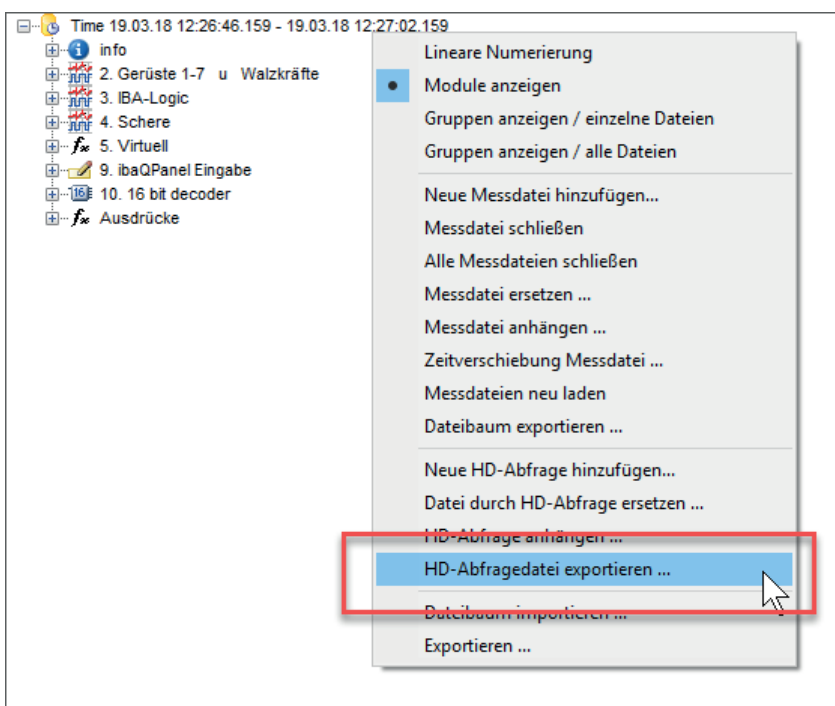 Time 19.03.18 12:26:46.159 - 19.03.18 12:27:02.159
info
2. Gerüste 1-7 u Walzkräfte
3. IBA-Logic
4. Schere
5. Virtuell
9. ibaQPanel Eingabe
16
10. 16 bit decoder
Ausdrücke
Lineare Numerierung
Module anzeigen
Gruppen anzeigen / einzelne Dateien
Gruppen anzeigen / alle Dateien
Neue Messdatei hinzufügen...
Messdatei schließen
Alle Messdateien schließen
Messdatei ersetzen ...
Messdatei anhängen ...
Zeitverschiebung Messdatei ...
Messdateien neu laden
Dateibaum exportieren ...
Neue HD-Abfrage hinzufügen...
Datei durch HD-Abfrage ersetzen ...
HD-Abfrage anhängen ...
HD-Abfragedatei exportieren ...
Dateibaum importieren ...
Exportieren ...